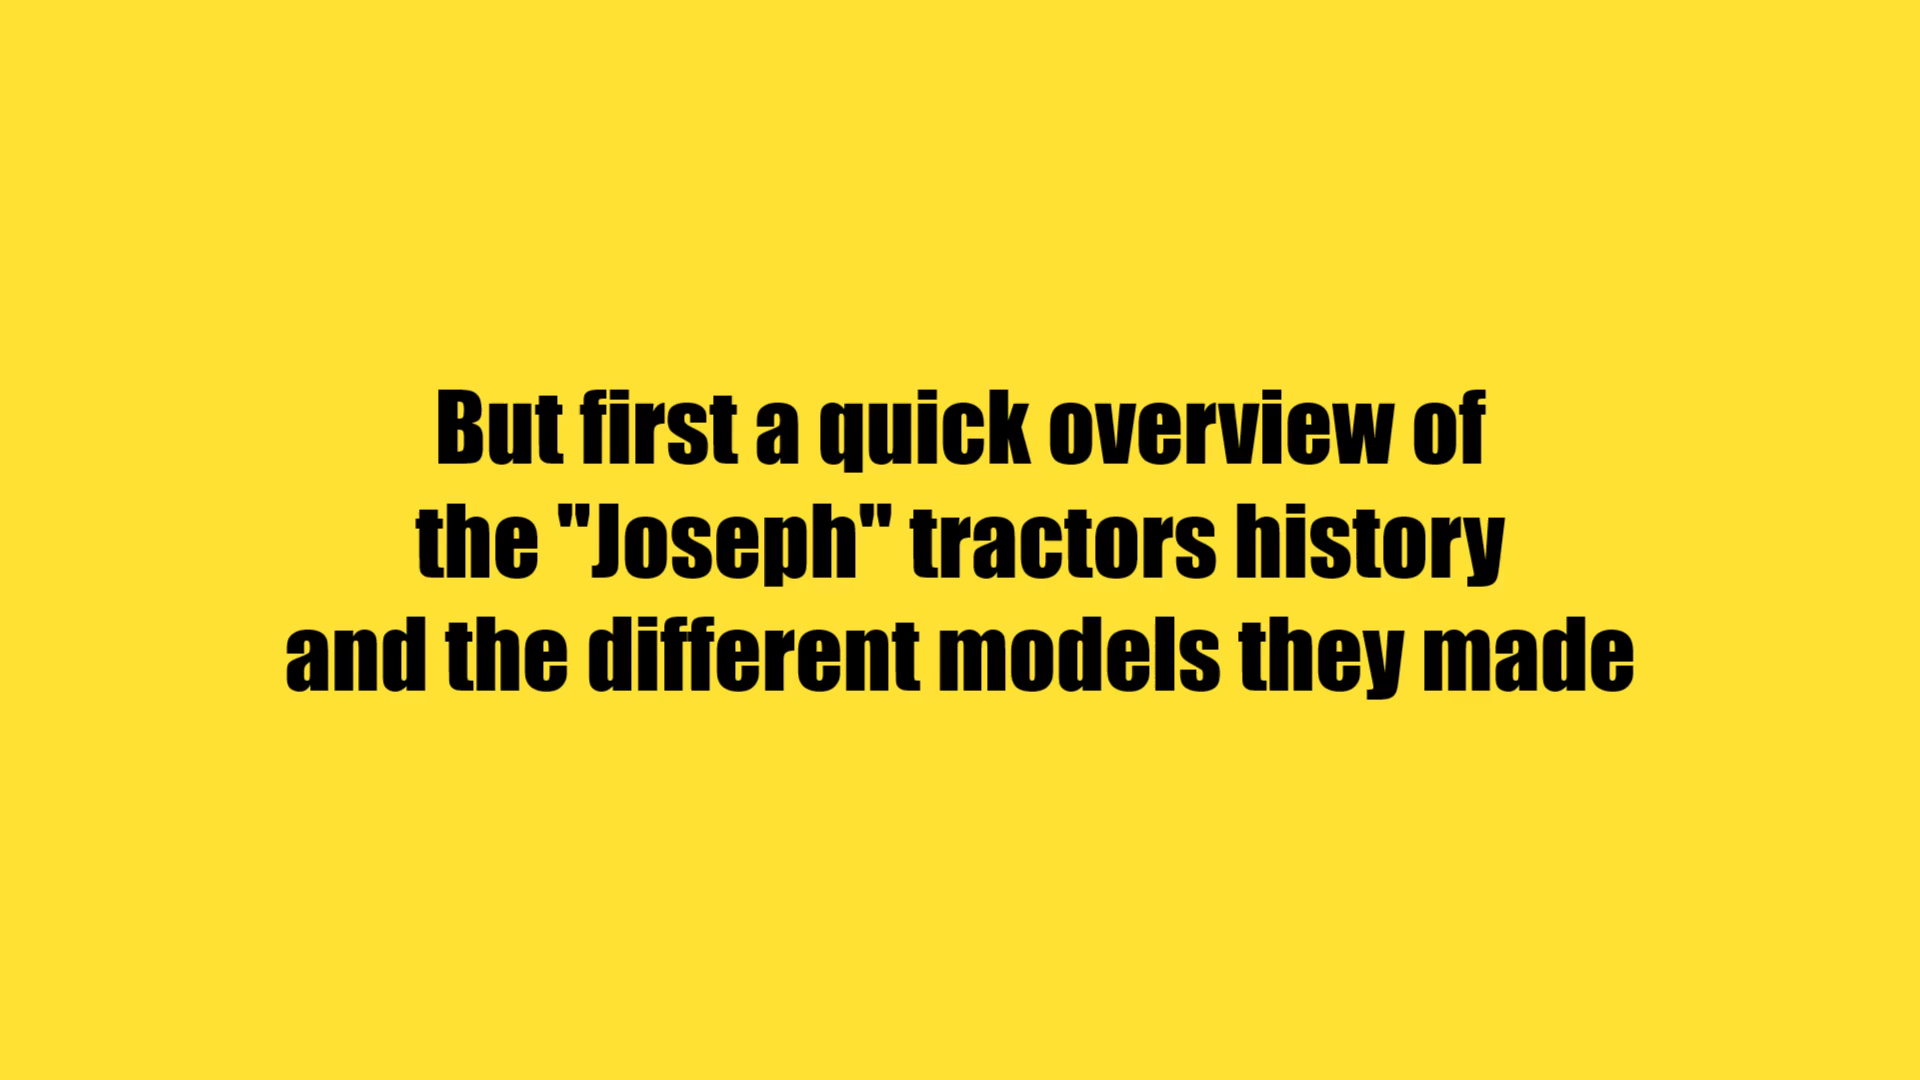 But first a quick overview of
the "Joseph" tractors history
and the different models they made